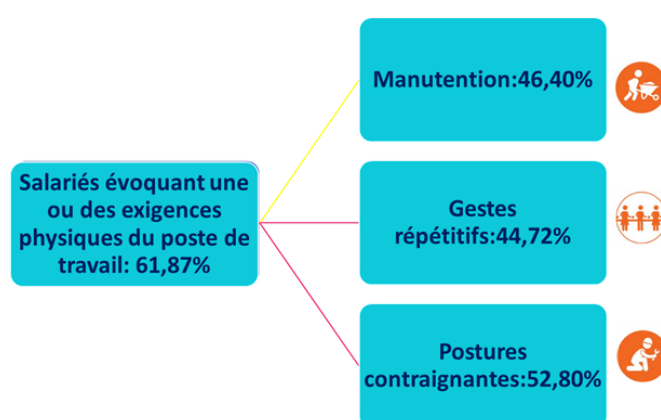 Salariés évoquant une
ou des exigences
physiques du poste de
travail: 61,87%
Manutention:46,40%
Gestes
répétitifs:44,72%
Postures
contraignantes:52,80%